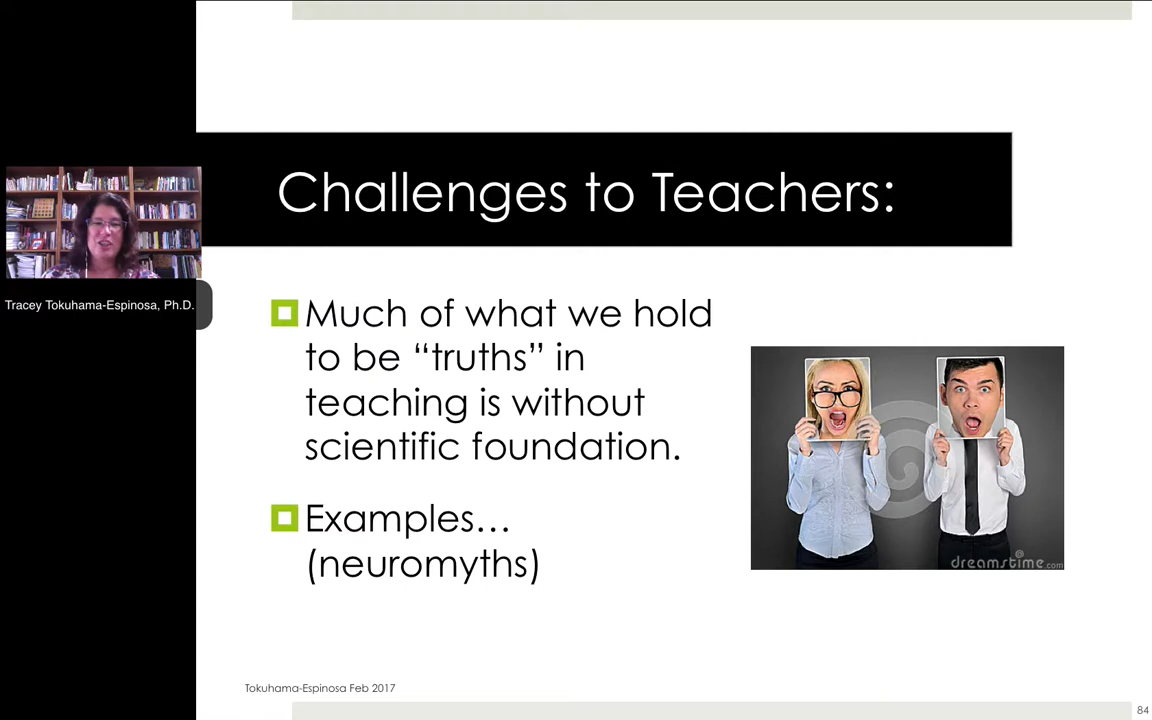 Challenges to Teachers:
Tracey Tokuhama-Espinosa, Ph.D.
Much of what we hold
to be “truths” in
teaching is without
scientific foundation.
Examples…
(neuromyths)
dreamstime.com
Tokuhama-Espinosa Feb 2017
84